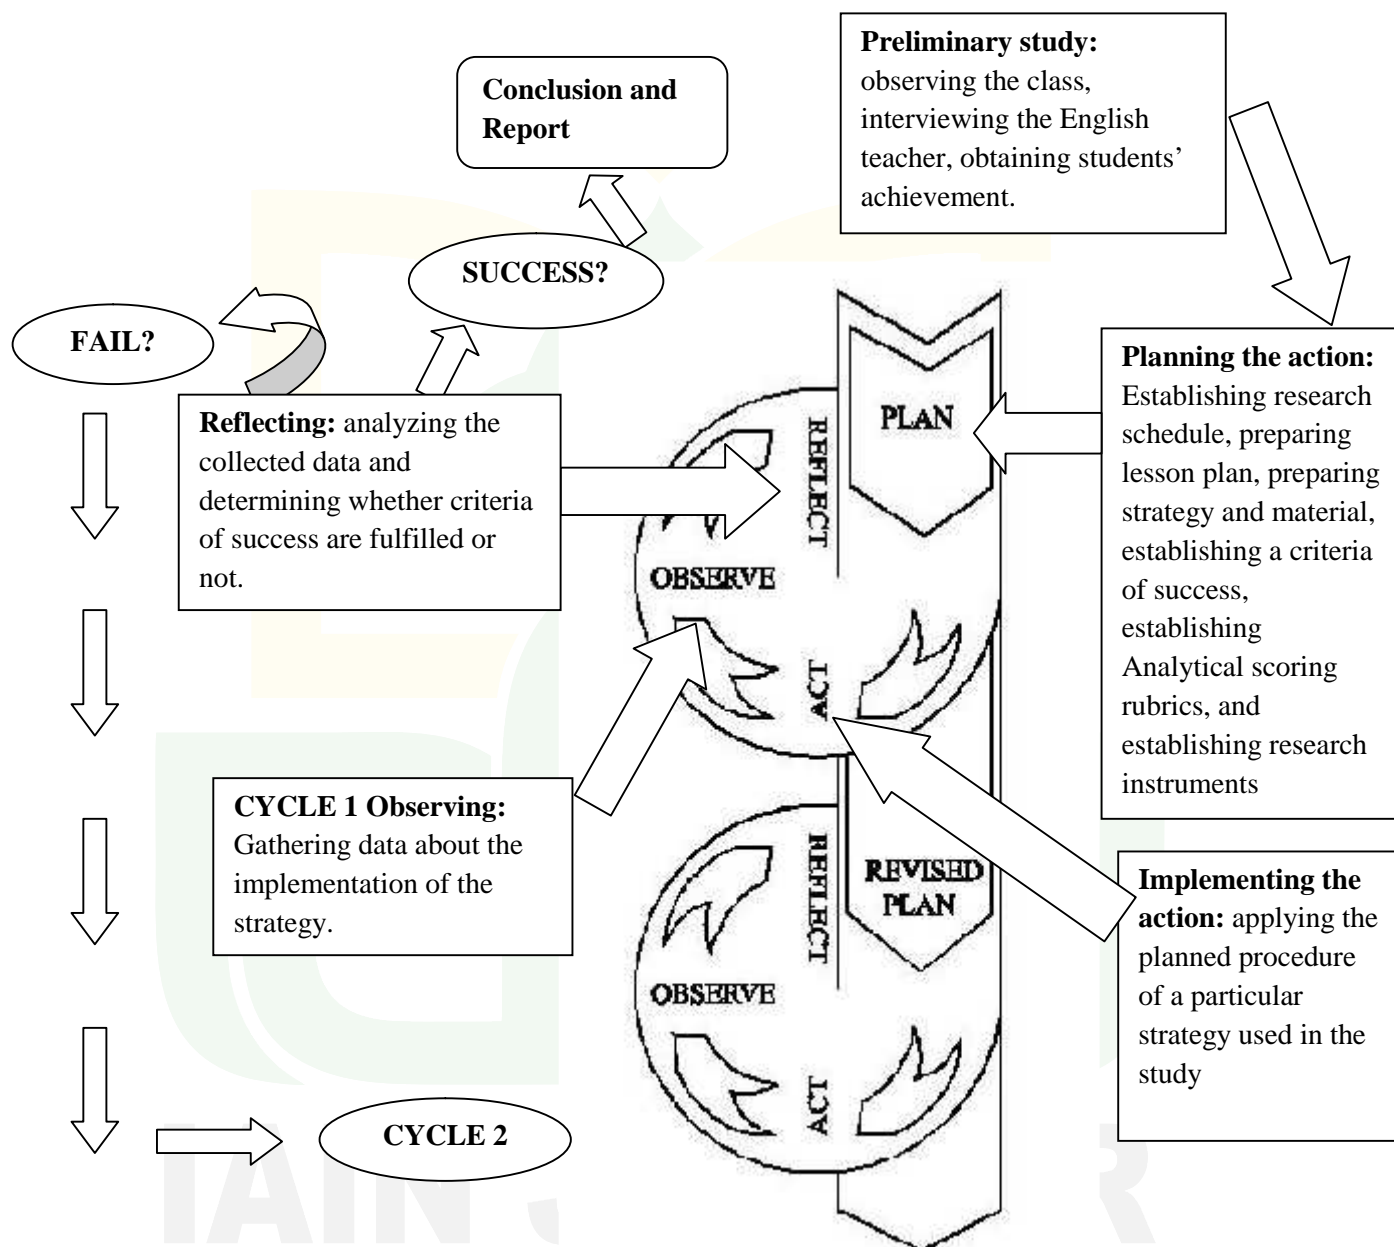 Preliminary study:
observing the class,
interviewing the English
teacher, obtaining students’
achievement.
Conclusion and
Report
SUCCESS?
FAIL?
Planning the action:
Establishing research
schedule, preparing
lesson plan, preparing
strategy and material,
establishing a criteria
of success,
establishing
Analytical scoring
rubrics, and
establishing research
instruments
Reflecting: analyzing the
collected data and
determining whether criteria
of success are fulfilled or
not.
PLAN
REFLECT
OBSERVE
ACT
CYCLE 1 Observing:
Gathering data about the
implementation of the
strategy.
REVISED
PLAN
REFLECT
OBSERVE
ACT
Implementing the
action: applying the
planned procedure
of a particular
strategy used in the
study
CYCLE 2
IAIN